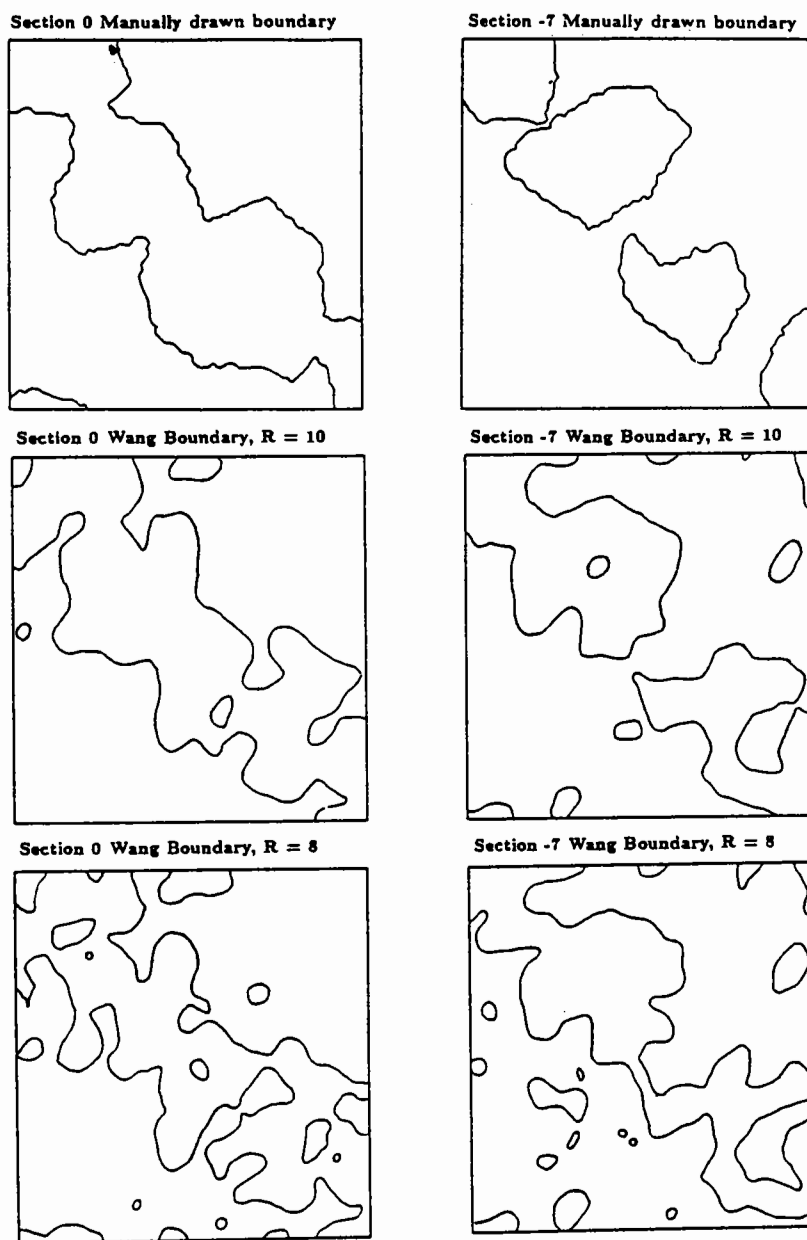 Section 0 Manually drawn boundary
Section -7 Manually drawn boundary
Section 0 Wang Boundary, R = 10
Section -7 Wang Boundary, R = 10
Section 0 Wang Boundary, R = 8
Section -7 Wang Boundary, R = 8